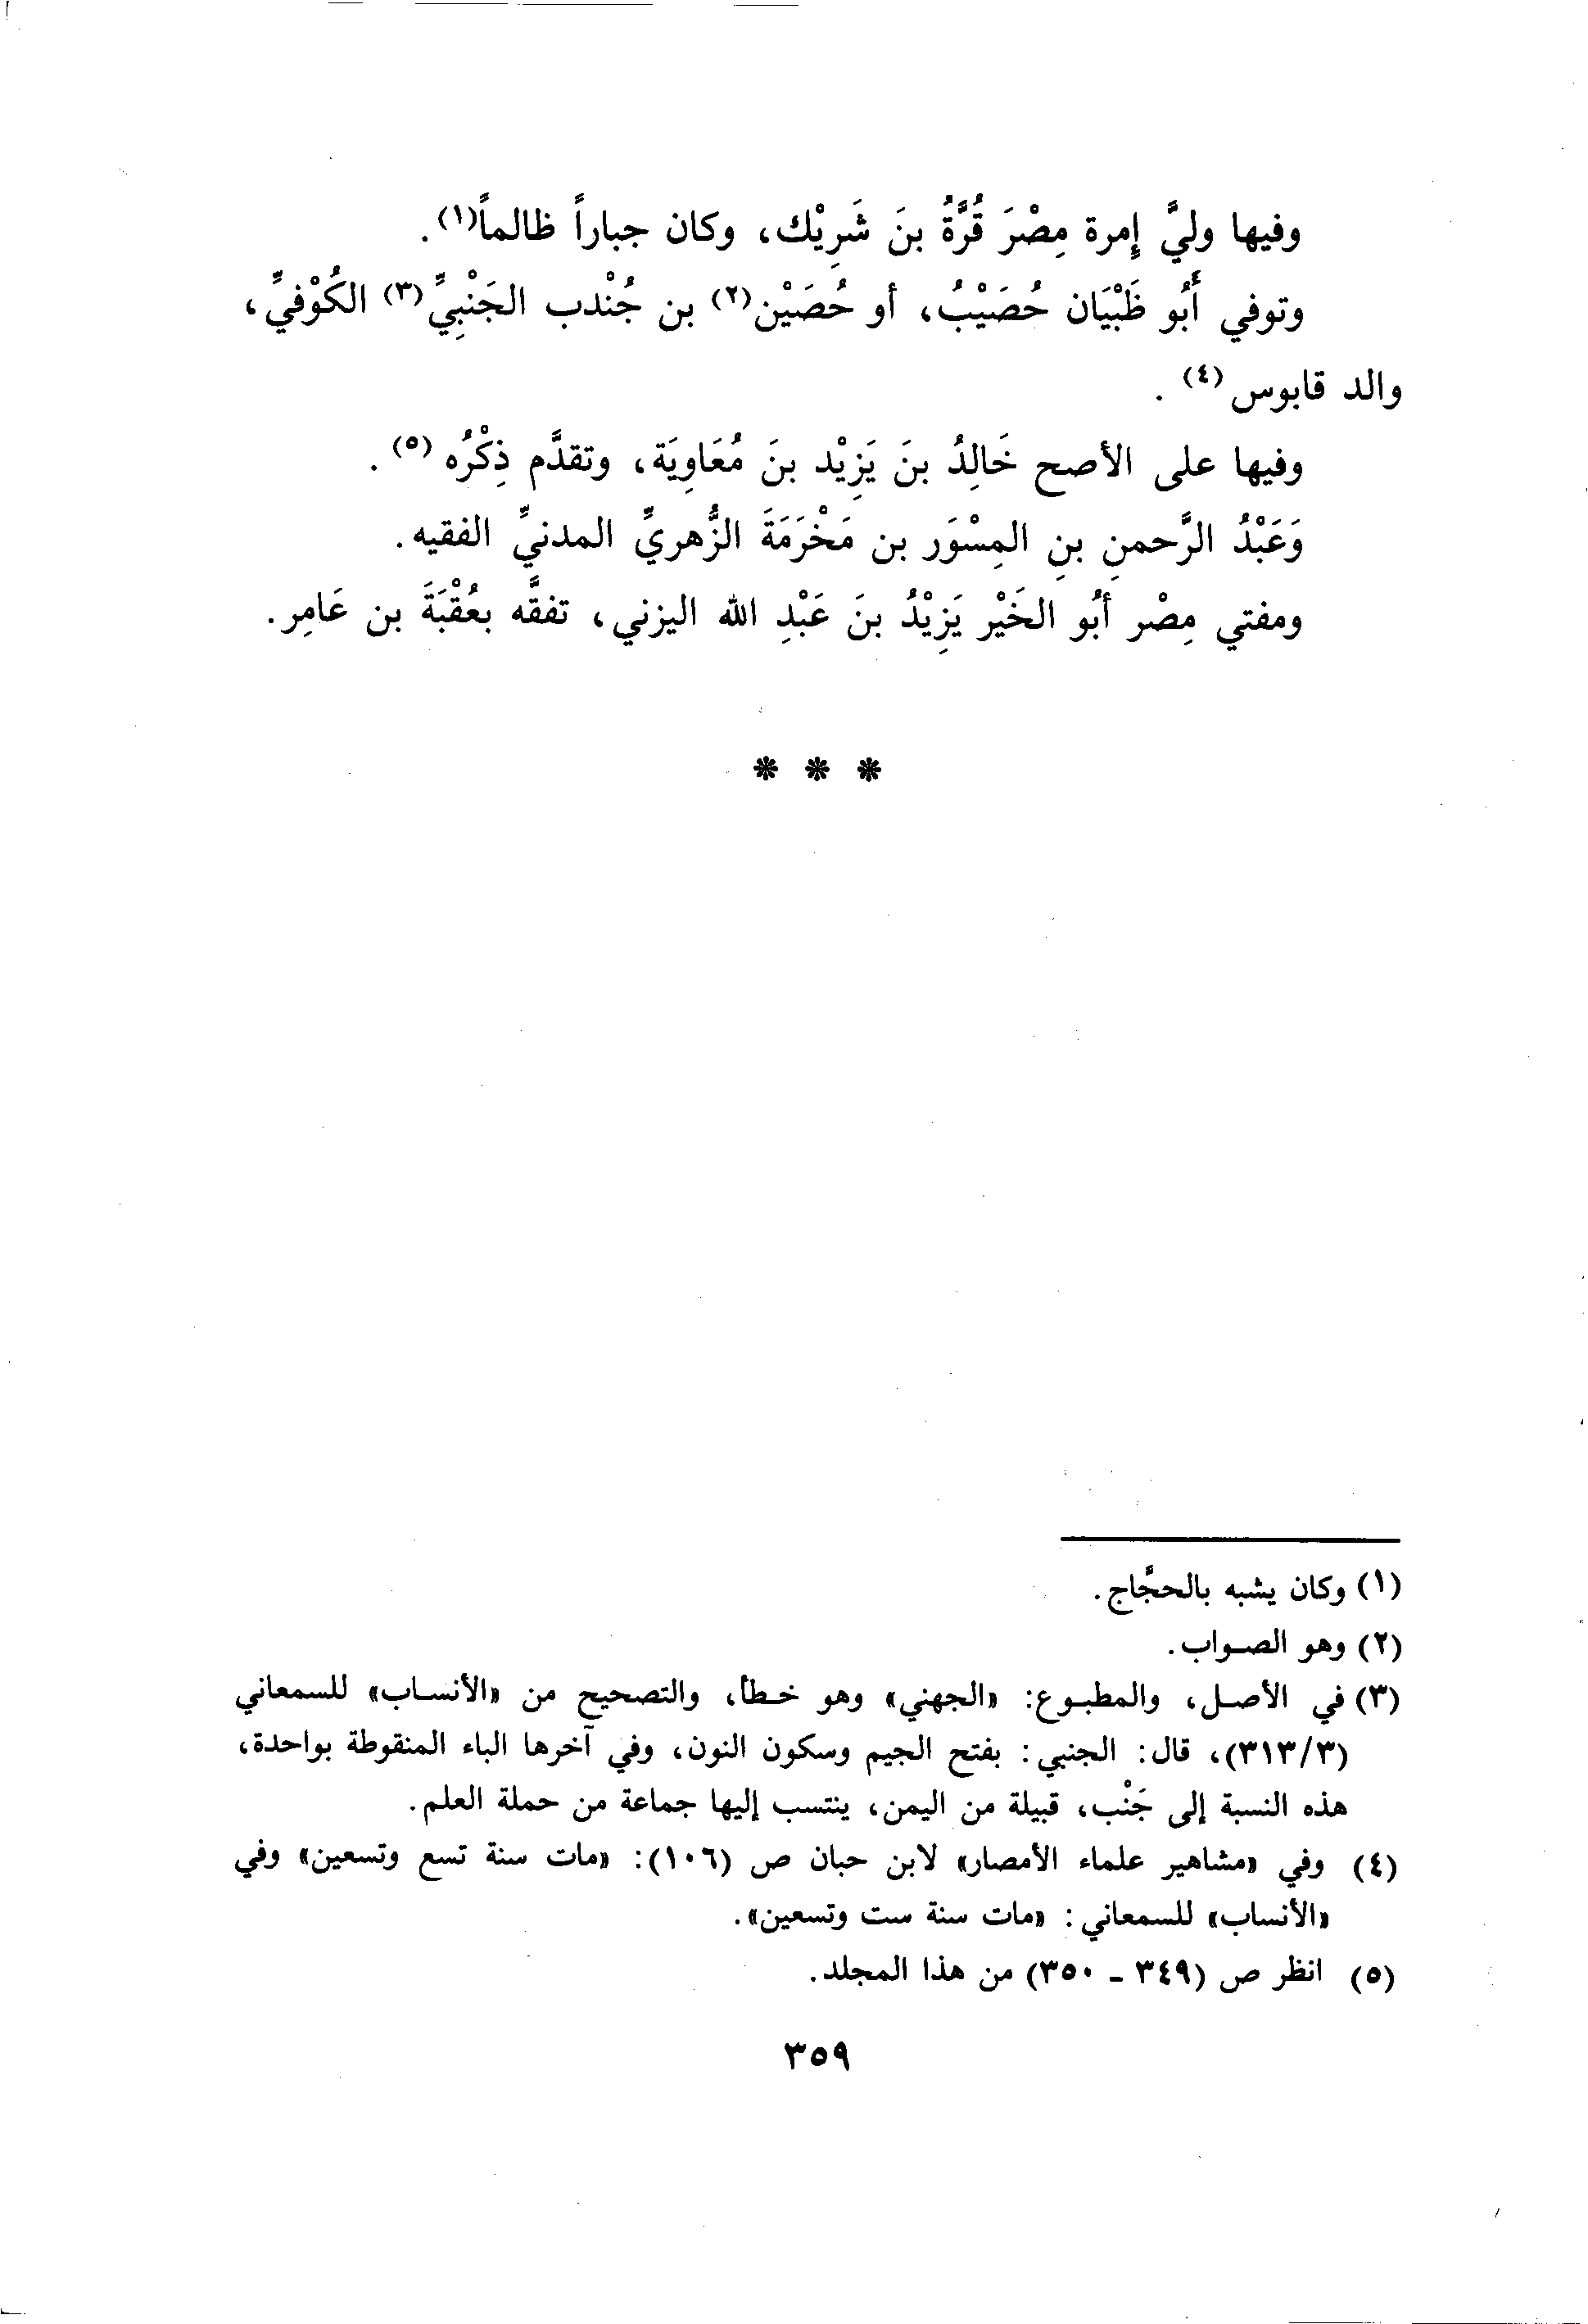 وفيها وليَّ إمرة مِصْرَ قُرَّةُ بنَ شَرِيْك، وكان جباراً ظالماً(١).
وتوفي أَبُو ظَبْيَان حُصَيْبُ، أو حُصَيْن(٢) بن جُنْدب الجَنْبِيِّ(٣) الكُوْفيِّ،
والد قابوس(٤).
وفيها على الأصح خَالِدُ بنَ يَزِيْد بنَ مُعَاوِيَة، وتقدَّم ذِكْرُه(٥).
وَعَبْدُ الرَّحمنِ بنِ المِسْوَر بن مَخْرَمَةَ الزُّهريِّ المدنيِّ الفقيه.
ومفتي مِصْر أبُو الخَيْر يَزِيْدُ بنَ عَبْدِ الله اليزني، تفقَّه بعُقْبَةَ بن عَامِر.
* * *
(١) وكان يشبه بالحجَّاج.
(٢) وهو الصواب.
(٣) في الأصل، والمطبوع: «الجهني» وهو خطأ، والتصحيح من «الأنساب» للسمعاني
(٣١٣/٣)، قال: الجنبي: بفتح الجيم وسكون النون، وفي آخرها الباء المنقوطة بواحدة،
هذه النسبة إلى جَنْب، قبيلة من اليمن، ينتسب إليها جماعة من حملة العلم.
(٤) وفي «مشاهير علماء الأمصار» لابن حبان ص (١٠٦): «مات سنة تسع وتسعين» وفي
«الأنساب» للسمعاني: «مات سنة ست وتسعين».
(٥) انظر ص (٣٤٩ - ٣٥٠) من هذا المجلد.
٣٥٩